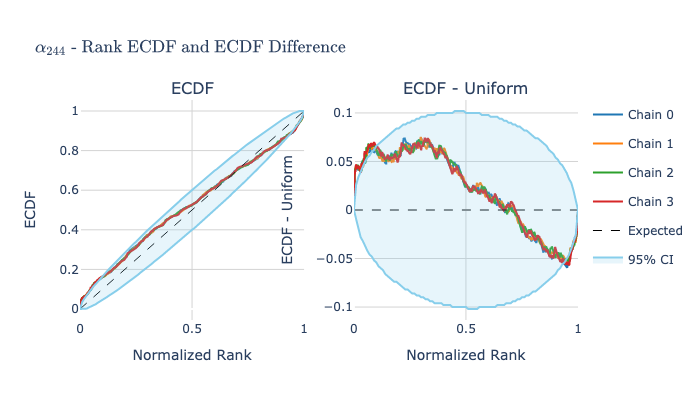 α₂₄₄ - Rank ECDF and ECDF Difference
ECDF
ECDF
1
0.8
0.6
0.4
0.2
0
0
0.5
1
Normalized Rank
ECDF - Uniform
ECDF - Uniform
0.1
0.05
0
−0.05
−0.1
0
0.5
1
Normalized Rank
Chain 0
Chain 1
Chain 2
Chain 3
Expected
95% CI